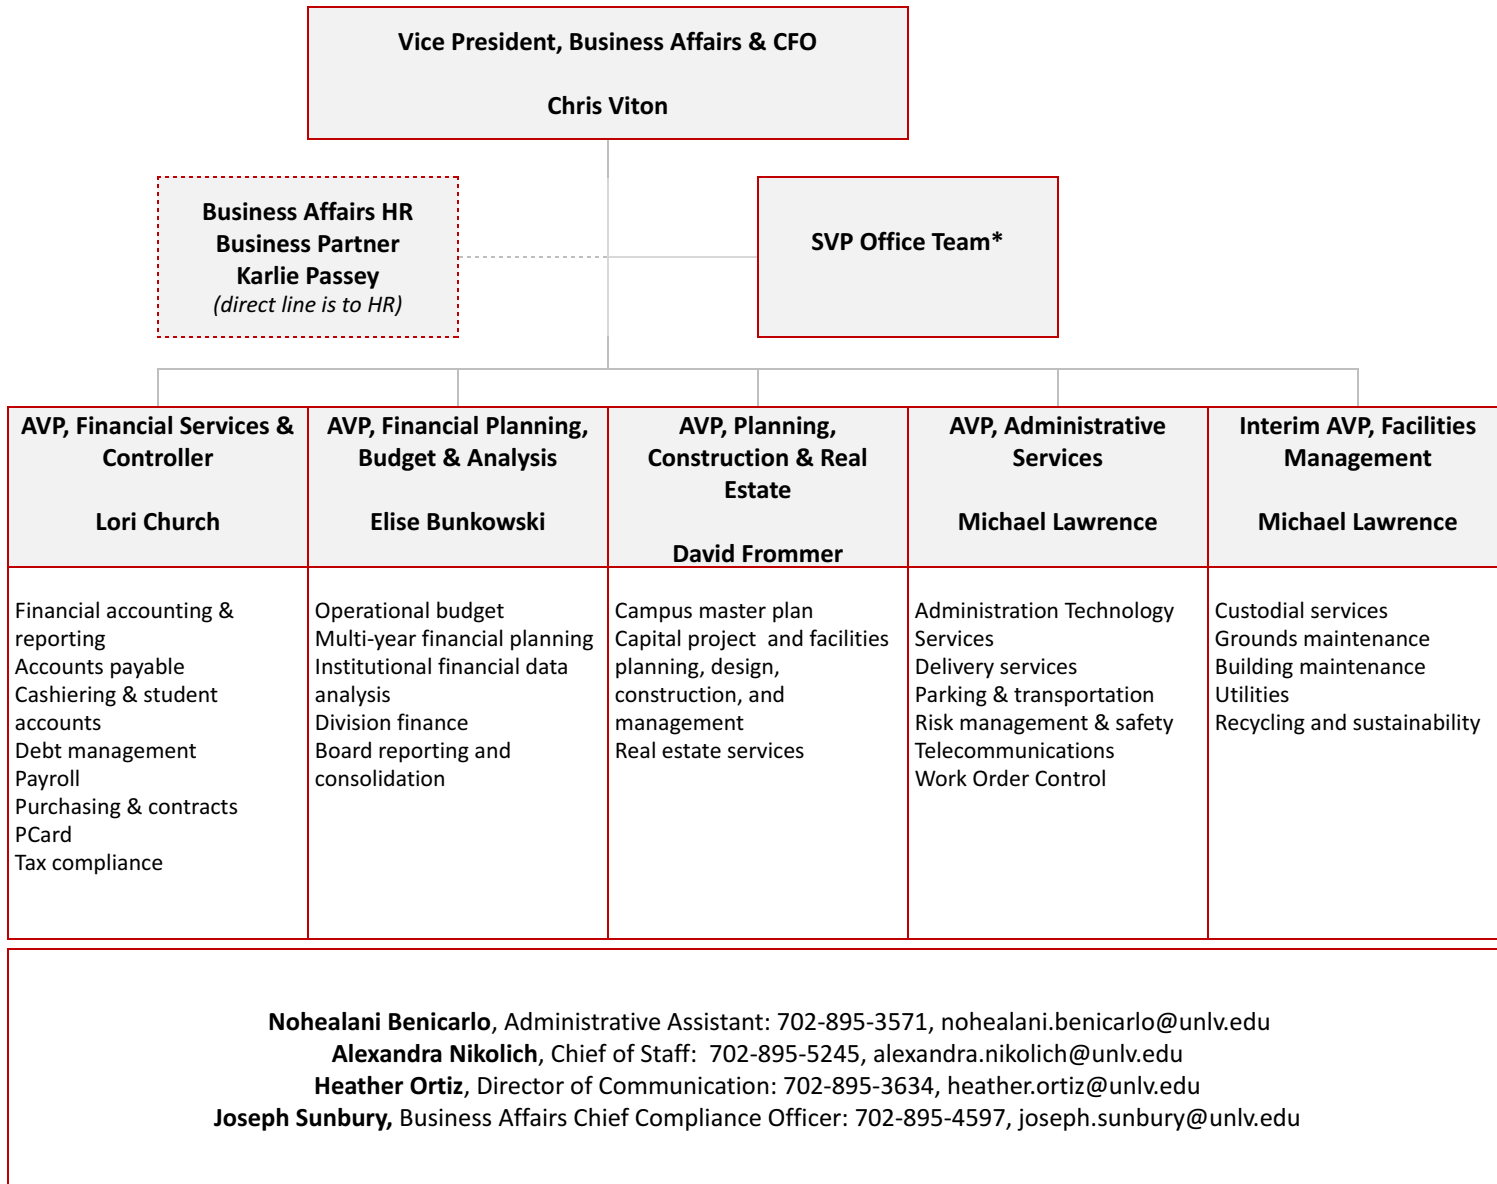 Vice President, Business Affairs & CFO
Chris Viton
Business Affairs HR
Business Partner
Karlie Passey
(direct line is to HR)
SVP Office Team*
AVP, Financial Services &
Controller
Lori Church
AVP, Financial Planning,
Budget & Analysis
Elise Bunkowski
AVP, Planning,
Construction & Real
Estate
David Frommer
AVP, Administrative
Services
Michael Lawrence
Interim AVP, Facilities
Management
Michael Lawrence
Financial accounting &
reporting
Accounts payable
Cashiering & student
accounts
Debt management
Payroll
Purchasing & contracts
PCard
Tax compliance
Operational budget
Multi-year financial planning
Institutional financial data
analysis
Division finance
Board reporting and
consolidation
Campus master plan
Capital project  and facilities
planning, design,
construction, and
management
Real estate services
Administration Technology
Services
Delivery services
Parking & transportation
Risk management & safety
Telecommunications
Work Order Control
Custodial services
Grounds maintenance
Building maintenance
Utilities
Recycling and sustainability
Nohealani Benicarlo, Administrative Assistant: 702-895-3571, nohealani.benicarlo@unlv.edu
Alexandra Nikolich, Chief of Staff:  702-895-5245, alexandra.nikolich@unlv.edu
Heather Ortiz, Director of Communication: 702-895-3634, heather.ortiz@unlv.edu
Joseph Sunbury, Business Affairs Chief Compliance Officer: 702-895-4597, joseph.sunbury@unlv.edu